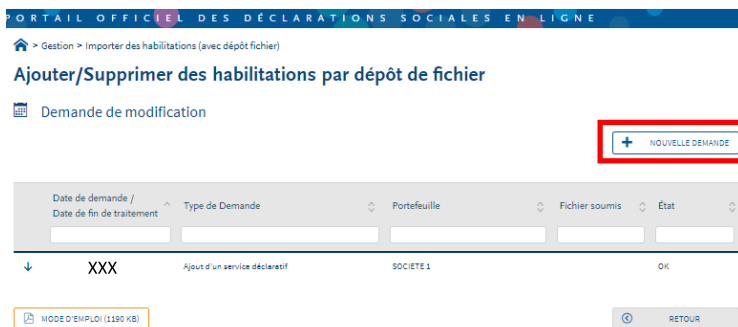 PORTAIL OFFICIEL DES DÉCLARATIONS SOCIALES EN LIGNE
> Gestion > Importer des habilitations (avec dépôt fichier)
Ajouter/Supprimer des habilitations par dépôt de fichier
Demande de modification
+ NOUVELLE DEMANDE
Date de demande /
Date de fin de traitement
Type de Demande
Portefeuille
Fichier soumis
État
XXX
Ajout d'un service déclaratif
SOCIETE 1
OK
MODE D'EMPLOI (1190 KB)
RETOUR